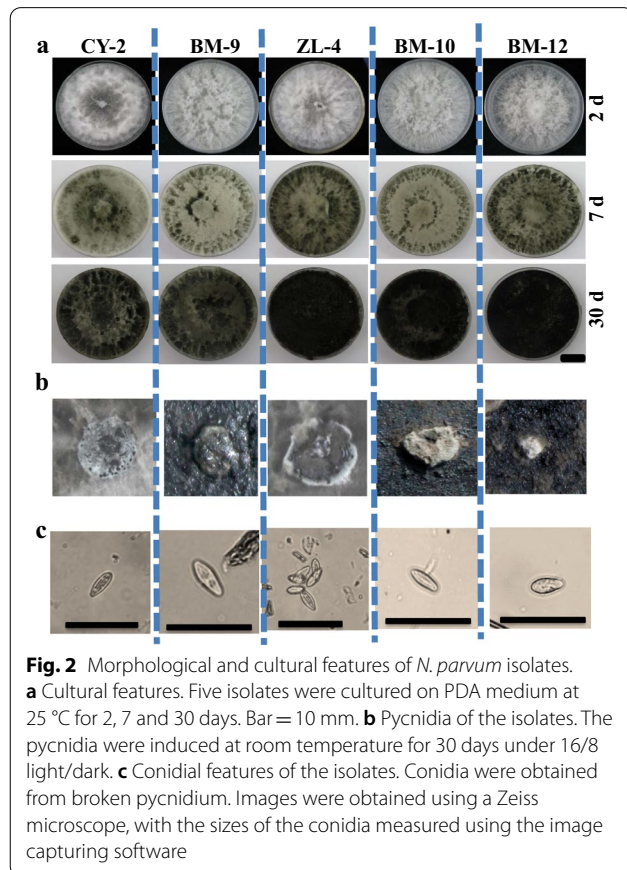 a CY-2 BM-9 ZL-4 BM-10 BM-12
2 d
7 d
30 d
b
c
Fig. 2 Morphological and cultural features of N. parvum isolates.
a Cultural features. Five isolates were cultured on PDA medium at
25 °C for 2, 7 and 30 days. Bar = 10 mm. b Pycnidia of the isolates. The
pycnidia were induced at room temperature for 30 days under 16/8
light/dark. c Conidial features of the isolates. Conidia were obtained
from broken pycnidium. Images were obtained using a Zeiss
microscope, with the sizes of the conidia measured using the image
capturing software